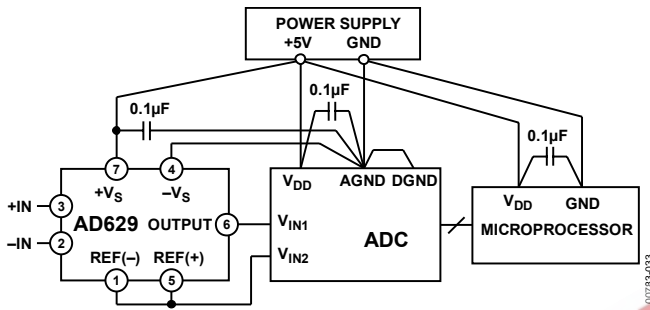 POWER SUPPLY
+5V GND
0.1µF
0.1µF
0.1µF
7 4
+VS –VS
VDD AGND DGND
VDD GND
+IN 3
AD629 OUTPUT 6
VIN1
ADC
MICROPROCESSOR
–IN 2
REF(–) REF(+)
VIN2
1 5
00783-033